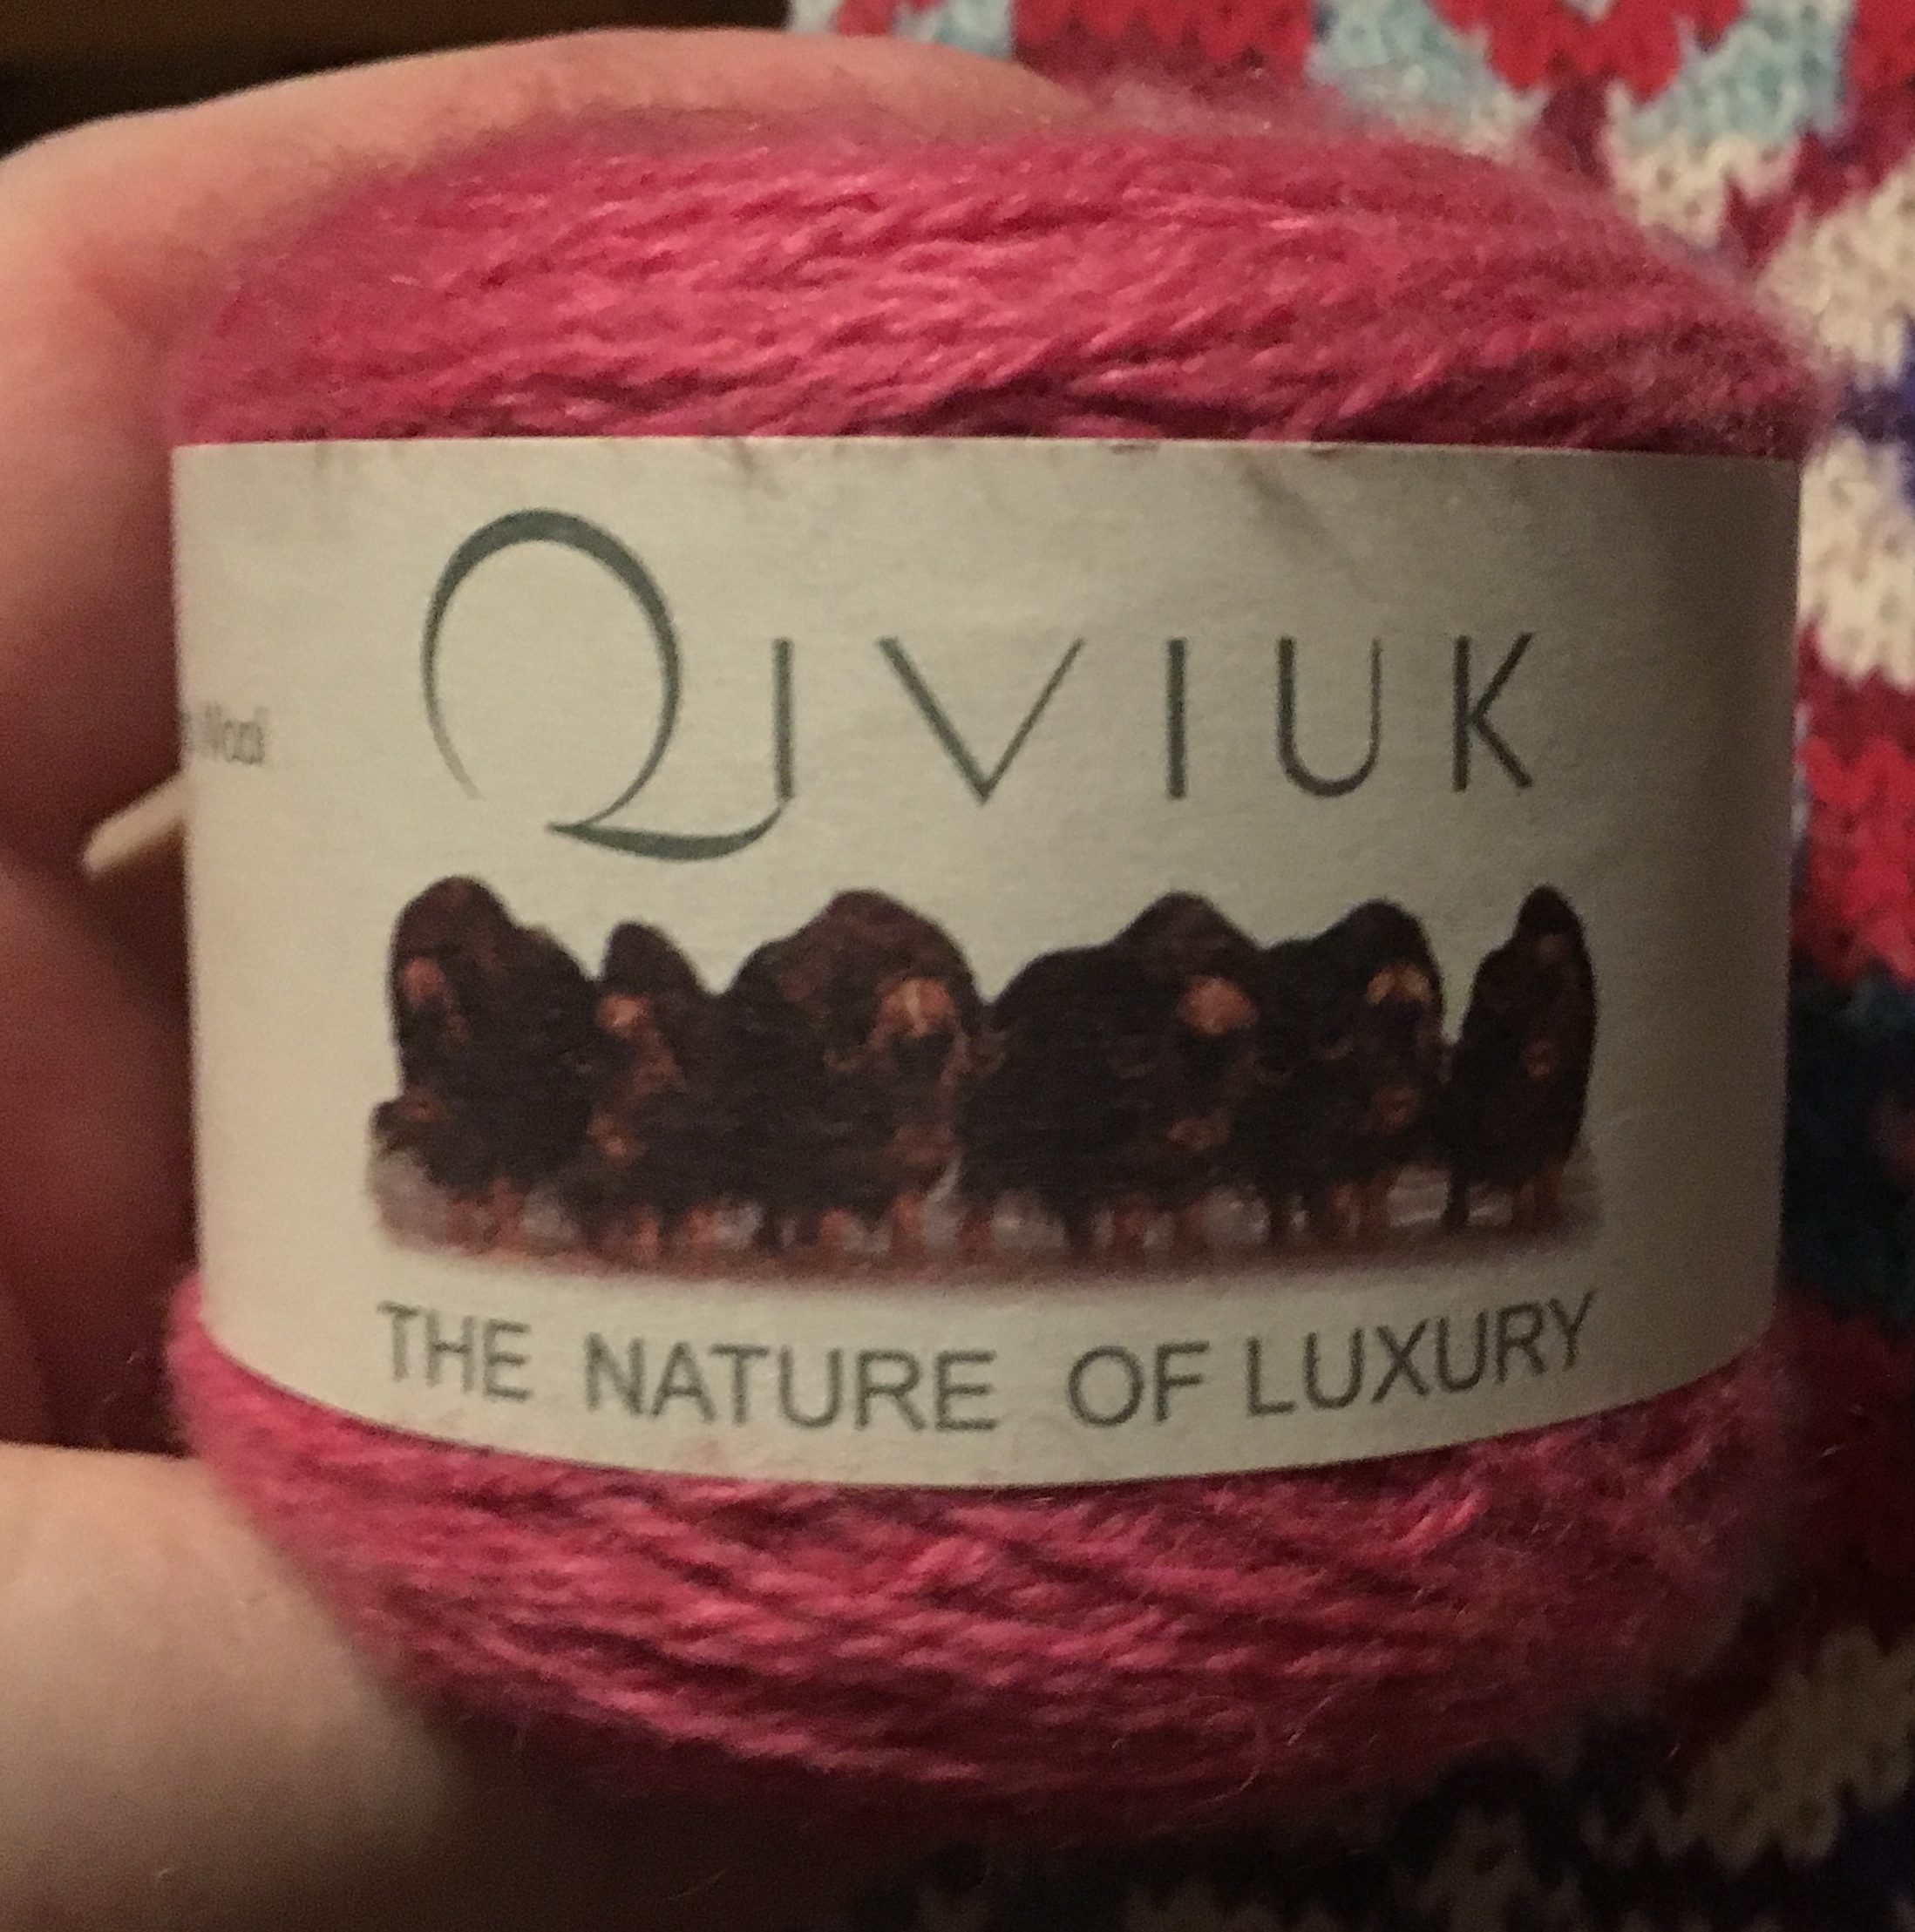 QIVIUK
THE NATURE OF LUXURY